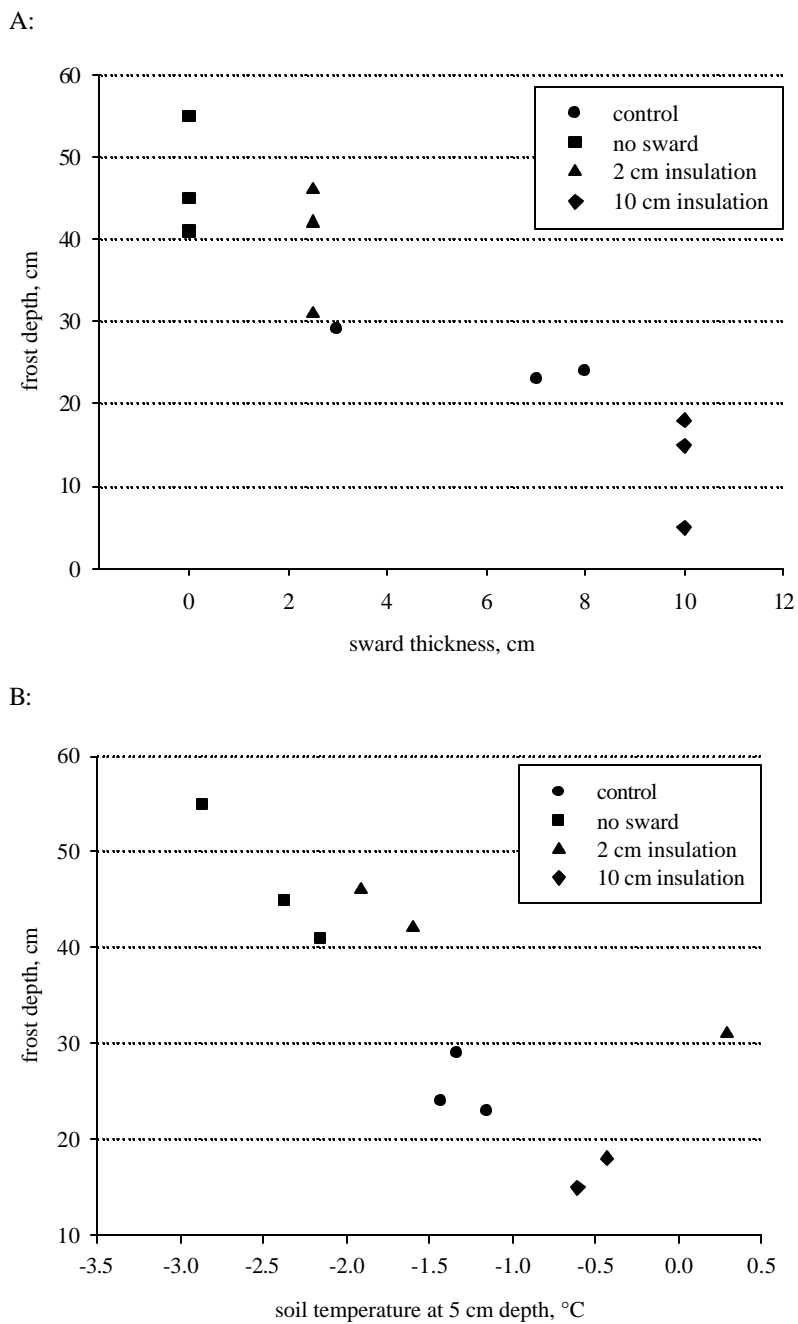 A:
60
50
40
30
20
10
0
frost depth, cm
control
no sward
2 cm insulation
10 cm insulation
0 2 4 6 8 10 12
sward thickness, cm
B:
60
50
40
30
20
10
frost depth, cm
control
no sward
2 cm insulation
10 cm insulation
-3.5 -3.0 -2.5 -2.0 -1.5 -1.0 -0.5 0.0 0.5
soil temperature at 5 cm depth, °C